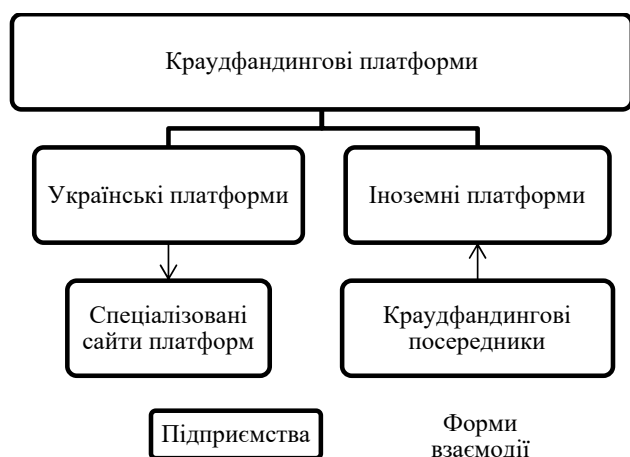 Краудфандингові платформи
Українські платформи
Іноземні платформи
Спеціалізовані
сайти платформ
Краудфандингові
посередники
Підприємства
Форми
взаємодії